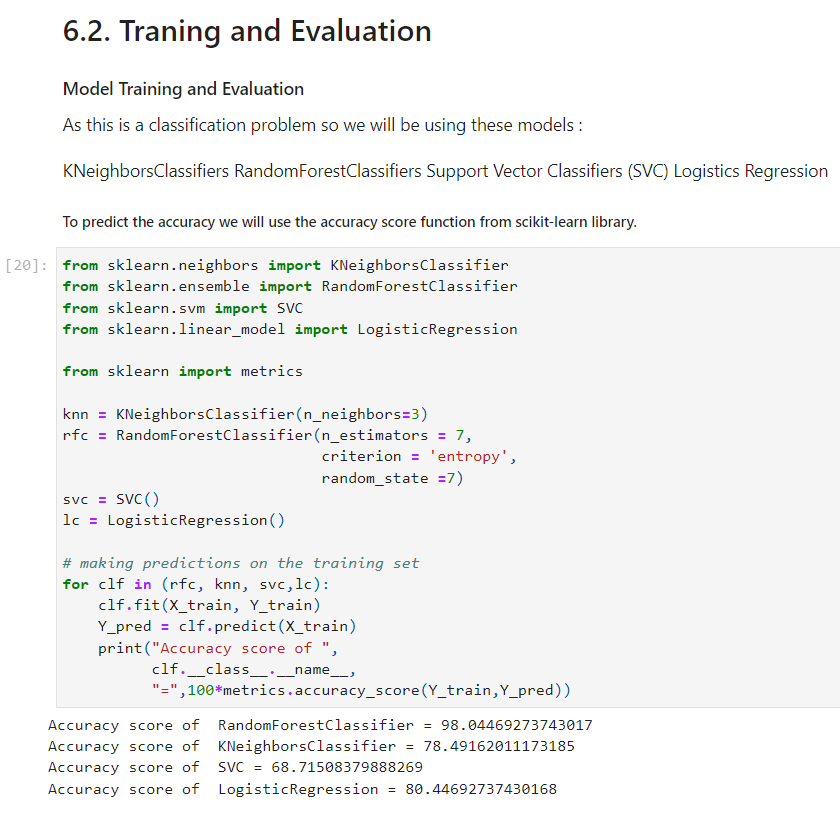 6.2. Traning and Evaluation
Model Training and Evaluation
As this is a classification problem so we will be using these models :
KNeighborsClassifiers RandomForestClassifiers Support Vector Classifiers (SVC) Logistics Regression
To predict the accuracy we will use the accuracy score function from scikit-learn library.
[20]: from sklearn.neighbors import KNeighborsClassifier
from sklearn.ensemble import RandomForestClassifier
from sklearn.svm import SVC
from sklearn.linear_model import LogisticRegression

from sklearn import metrics

knn = KNeighborsClassifier(n_neighbors=3)
rfc = RandomForestClassifier(n_estimators = 7,
                             criterion = 'entropy',
                             random_state =7)
svc = SVC()
lc = LogisticRegression()

# making predictions on the training set
for clf in (rfc, knn, svc,lc):
    clf.fit(X_train, Y_train)
    Y_pred = clf.predict(X_train)
    print("Accuracy score of ",
          clf.__class__.__name__,
          "=",100*metrics.accuracy_score(Y_train,Y_pred))
Accuracy score of  RandomForestClassifier = 98.04469273743017
Accuracy score of  KNeighborsClassifier = 78.49162011173185
Accuracy score of  SVC = 68.71508379888269
Accuracy score of  LogisticRegression = 80.44692737430168